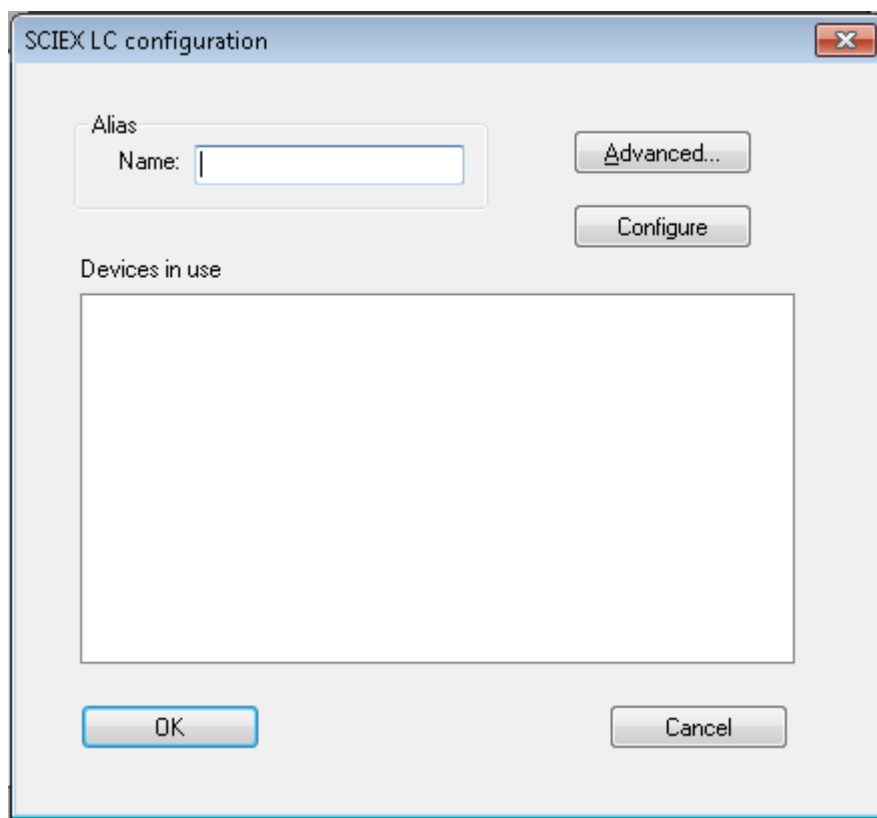 SCIEX LC configuration
Alias
Name:
Advanced...
Configure
Devices in use
OK
Cancel